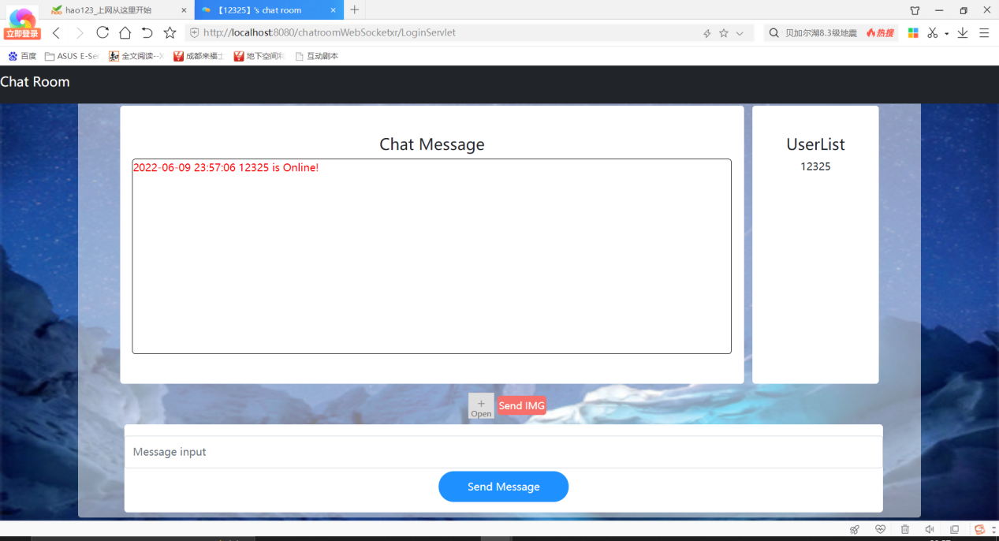 hao123_上网从这里开始
【12325】's chat room
立即登录
http://localhost:8080/chatroomWebSocketxr/LoginServlet
贝加尔湖8.3级地震
热搜
百度
ASUS E-Ser
全文阅读--X
成都来福士
地下空间利
互动剧本
Chat Room
Chat Message
UserList
2022-06-09 23:57:06 12325 is Online!
12325
+
Open
Send IMG
Message input
Send Message